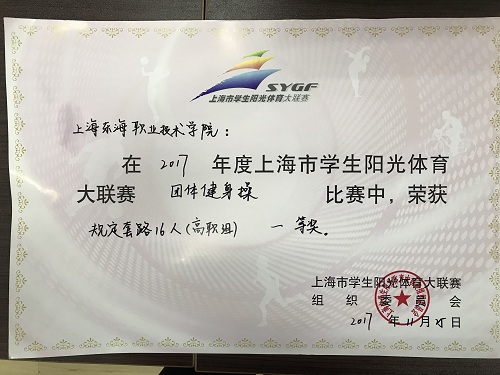 SYGF
上海市学生阳光体育大联赛
上海东海职业技术学院：
在 2017 年度上海市学生阳光体育
大联赛 团体健身操 比赛中，荣获
规定套路16人(高职组) 一等奖。
上海市学生阳光体育大联赛
组织委员会
2017 年 11 月 25 日